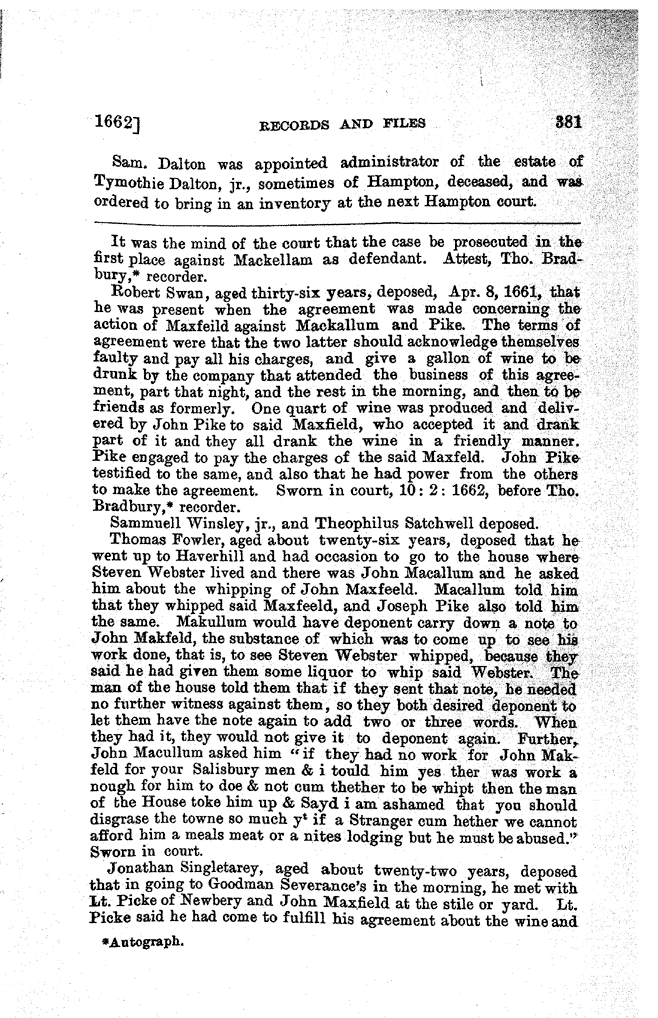 1662] RECORDS AND FILES 381
Sam. Dalton was appointed administrator of the estate of
Tymothie Dalton, jr., sometimes of Hampton, deceased, and was
ordered to bring in an inventory at the next Hampton court.
It was the mind of the court that the case be prosecuted in the
first place against Mackellam as defendant. Attest, Tho. Brad-
bury,* recorder.
Robert Swan, aged thirty-six years, deposed, Apr. 8, 1661, that
he was present when the agreement was made concerning the
action of Maxfeild against Mackallum and Pike. The terms of
agreement were that the two latter should acknowledge themselves
faulty and pay all his charges, and give a gallon of wine to be
drunk by the company that attended the business of this agree-
ment, part that night, and the rest in the morning, and then to be
friends as formerly. One quart of wine was produced and deliv-
ered by John Pike to said Maxfield, who accepted it and drank
part of it and they all drank the wine in a friendly manner.
Pike engaged to pay the charges of the said Maxfeld. John Pike
testified to the same, and also that he had power from the others
to make the agreement. Sworn in court, 10: 2: 1662, before Tho.
Bradbury,* recorder.
Sammuell Winsley, jr., and Theophilus Satchwell deposed.
Thomas Fowler, aged about twenty-six years, deposed that he
went up to Haverhill and had occasion to go to the house where
Steven Webster lived and there was John Macallum and he asked
him about the whipping of John Maxfeeld. Macallum told him
that they whipped said Maxfeeld, and Joseph Pike also told him
the same. Makullum would have deponent carry down a note to
John Makfeld, the substance of which was to come up to see his
work done, that is, to see Steven Webster whipped, because they
said he had given them some liquor to whip said Webster. The
man of the house told them that if they sent that note, he needed
no further witness against them, so they both desired deponent to
let them have the note again to add two or three words. When
they had it, they would not give it to deponent again. Further,
John Macullum asked him "if they had no work for John Mak-
feld for your Salisbury men & i tould him yes ther was work a
nough for him to doe & not cum thether to be whipt then the man
of the House toke him up & Sayd i am ashamed that you should
disgrase the towne so much yᵗ if a Stranger cum hether we cannot
afford him a meals meat or a nites lodging but he must be abused."
Sworn in court.
Jonathan Singletarey, aged about twenty-two years, deposed
that in going to Goodman Severance's in the morning, he met with
Lt. Picke of Newbery and John Maxfield at the stile or yard. Lt.
Picke said he had come to fulfill his agreement about the wine and
*Autograph.